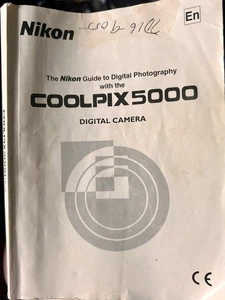 Nikon
En
The Nikon Guide to Digital Photography
with the
COOLPIX5000
DIGITAL CAMERA
CE